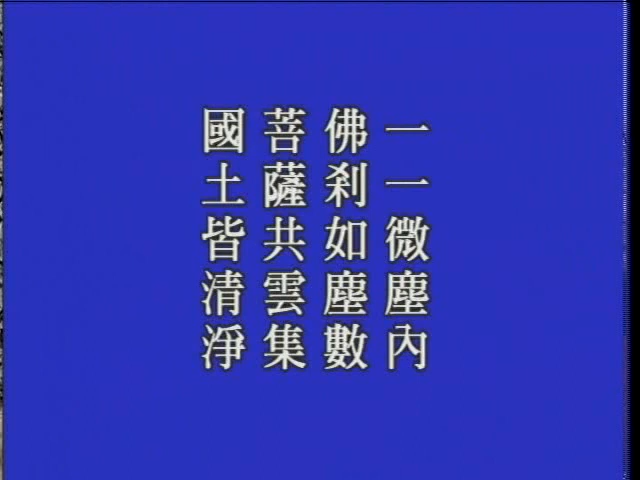 一一微塵內
佛剎如塵數
菩薩共雲集
國土皆清淨